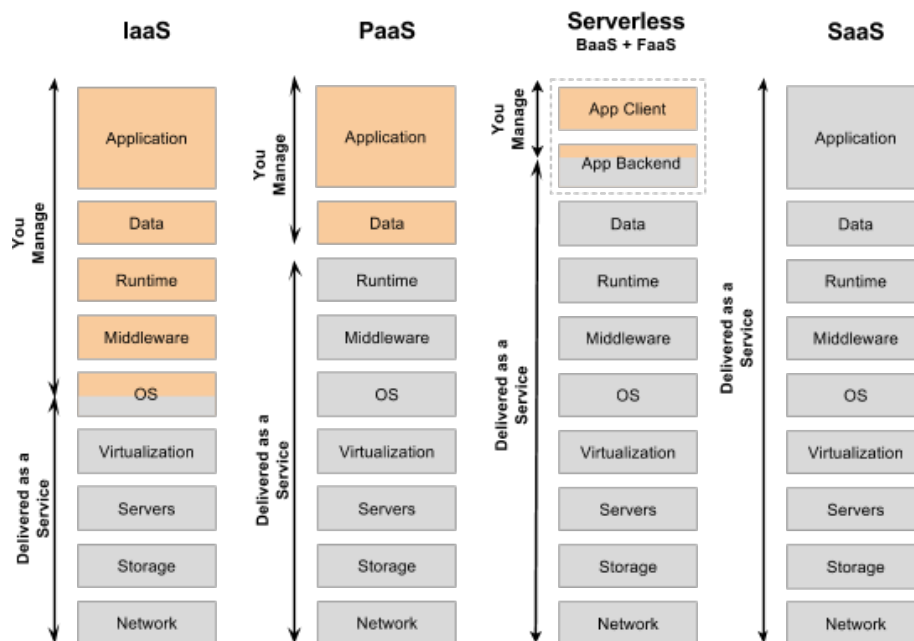 IaaS
You
Manage
Application
Data
Runtime
Middleware
OS
Delivered as a
Service
Virtualization
Servers
Storage
Network
PaaS
You
Manage
Application
Data
Delivered as a
Service
Runtime
Middleware
OS
Virtualization
Servers
Storage
Network
Serverless
BaaS + FaaS
You
Manage
App Client
App Backend
Delivered as a
Service
Data
Runtime
Middleware
OS
Virtualization
Servers
Storage
Network
SaaS
Delivered as a
Service
Application
Data
Runtime
Middleware
OS
Virtualization
Servers
Storage
Network